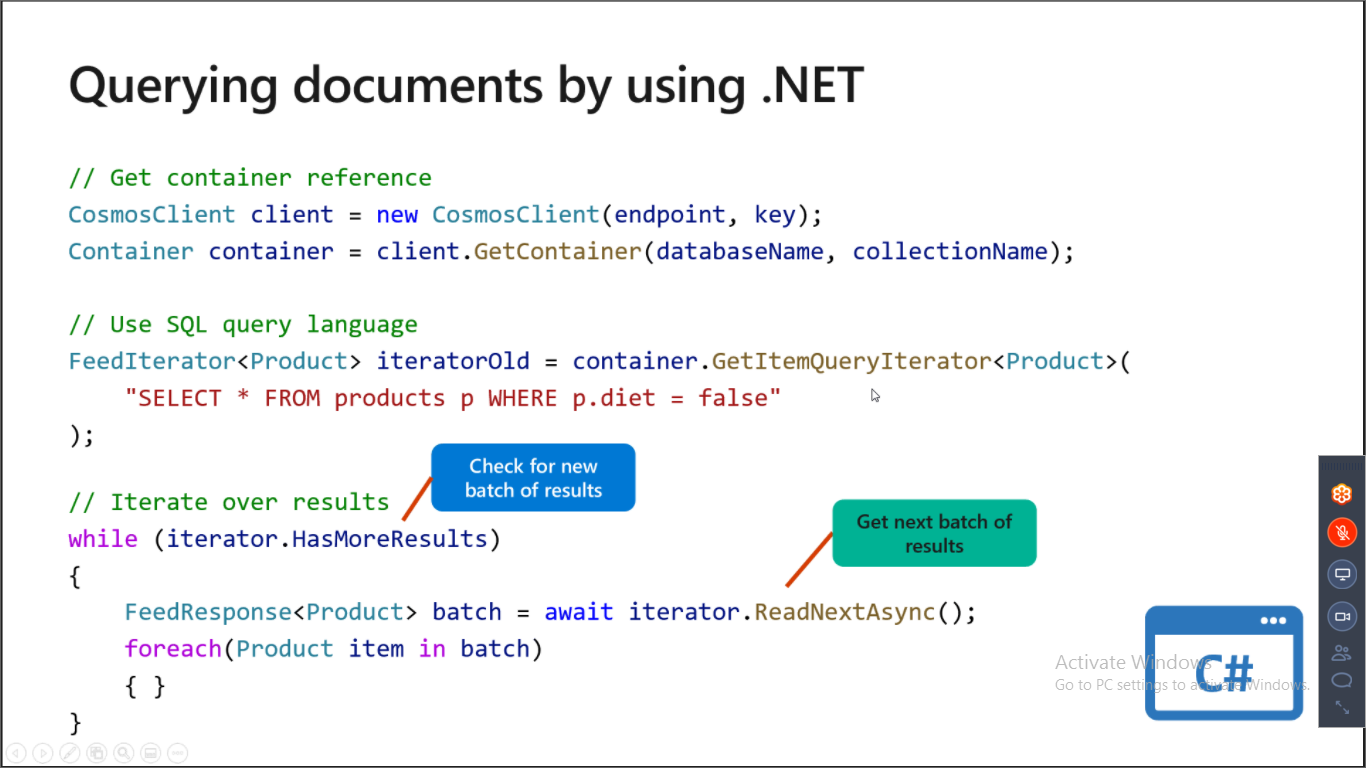 Querying documents by using .NET
// Get container reference
CosmosClient client = new CosmosClient(endpoint, key);
Container container = client.GetContainer(databaseName, collectionName);
// Use SQL query language
FeedIterator<Product> iteratorOld = container.GetItemQueryIterator<Product>(
    "SELECT * FROM products p WHERE p.diet = false"
);
Check for new
batch of results
// Iterate over results
while (iterator.HasMoreResults)
Get next batch of
results
{
    FeedResponse<Product> batch = await iterator.ReadNextAsync();
    foreach(Product item in batch)
    { }
}
C#
Activate Windows
Go to PC settings to activate Windows.